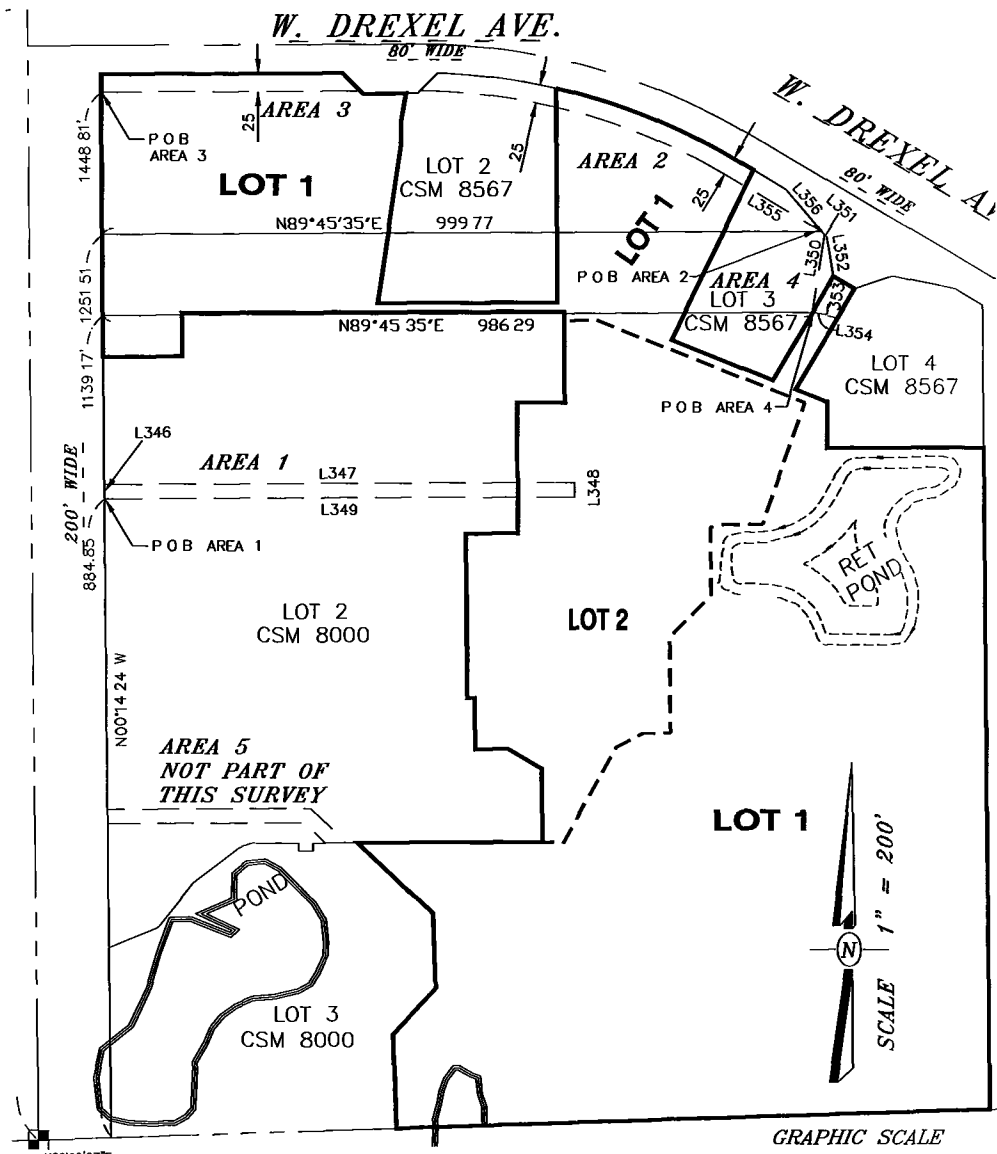 W. DREXEL AVE.
80' WIDE
W. DREXEL AV
80' WIDE
AREA 3
25
P O B
AREA 3
1448 81'
LOT 1
LOT 2
CSM 8567
25
AREA 2
LOT 1
25
L355
L356
L351
L350
L352
N89°45'35"E 999 77
P O B AREA 2
AREA 4
LOT 3
CSM 8567
L353
L354
1251 51
N89°45 35"E 986 29
LOT 4
CSM 8567
P O B AREA 4
1139 17'
L346
AREA 1
L347
L349
L348
200' WIDE
P O B AREA 1
884.85
RET
POND
LOT 2
CSM 8000
LOT 2
N00°14 24 W
AREA 5
NOT PART OF
THIS SURVEY
LOT 1
POND
N
SCALE 1" = 200'
LOT 3
CSM 8000
GRAPHIC SCALE